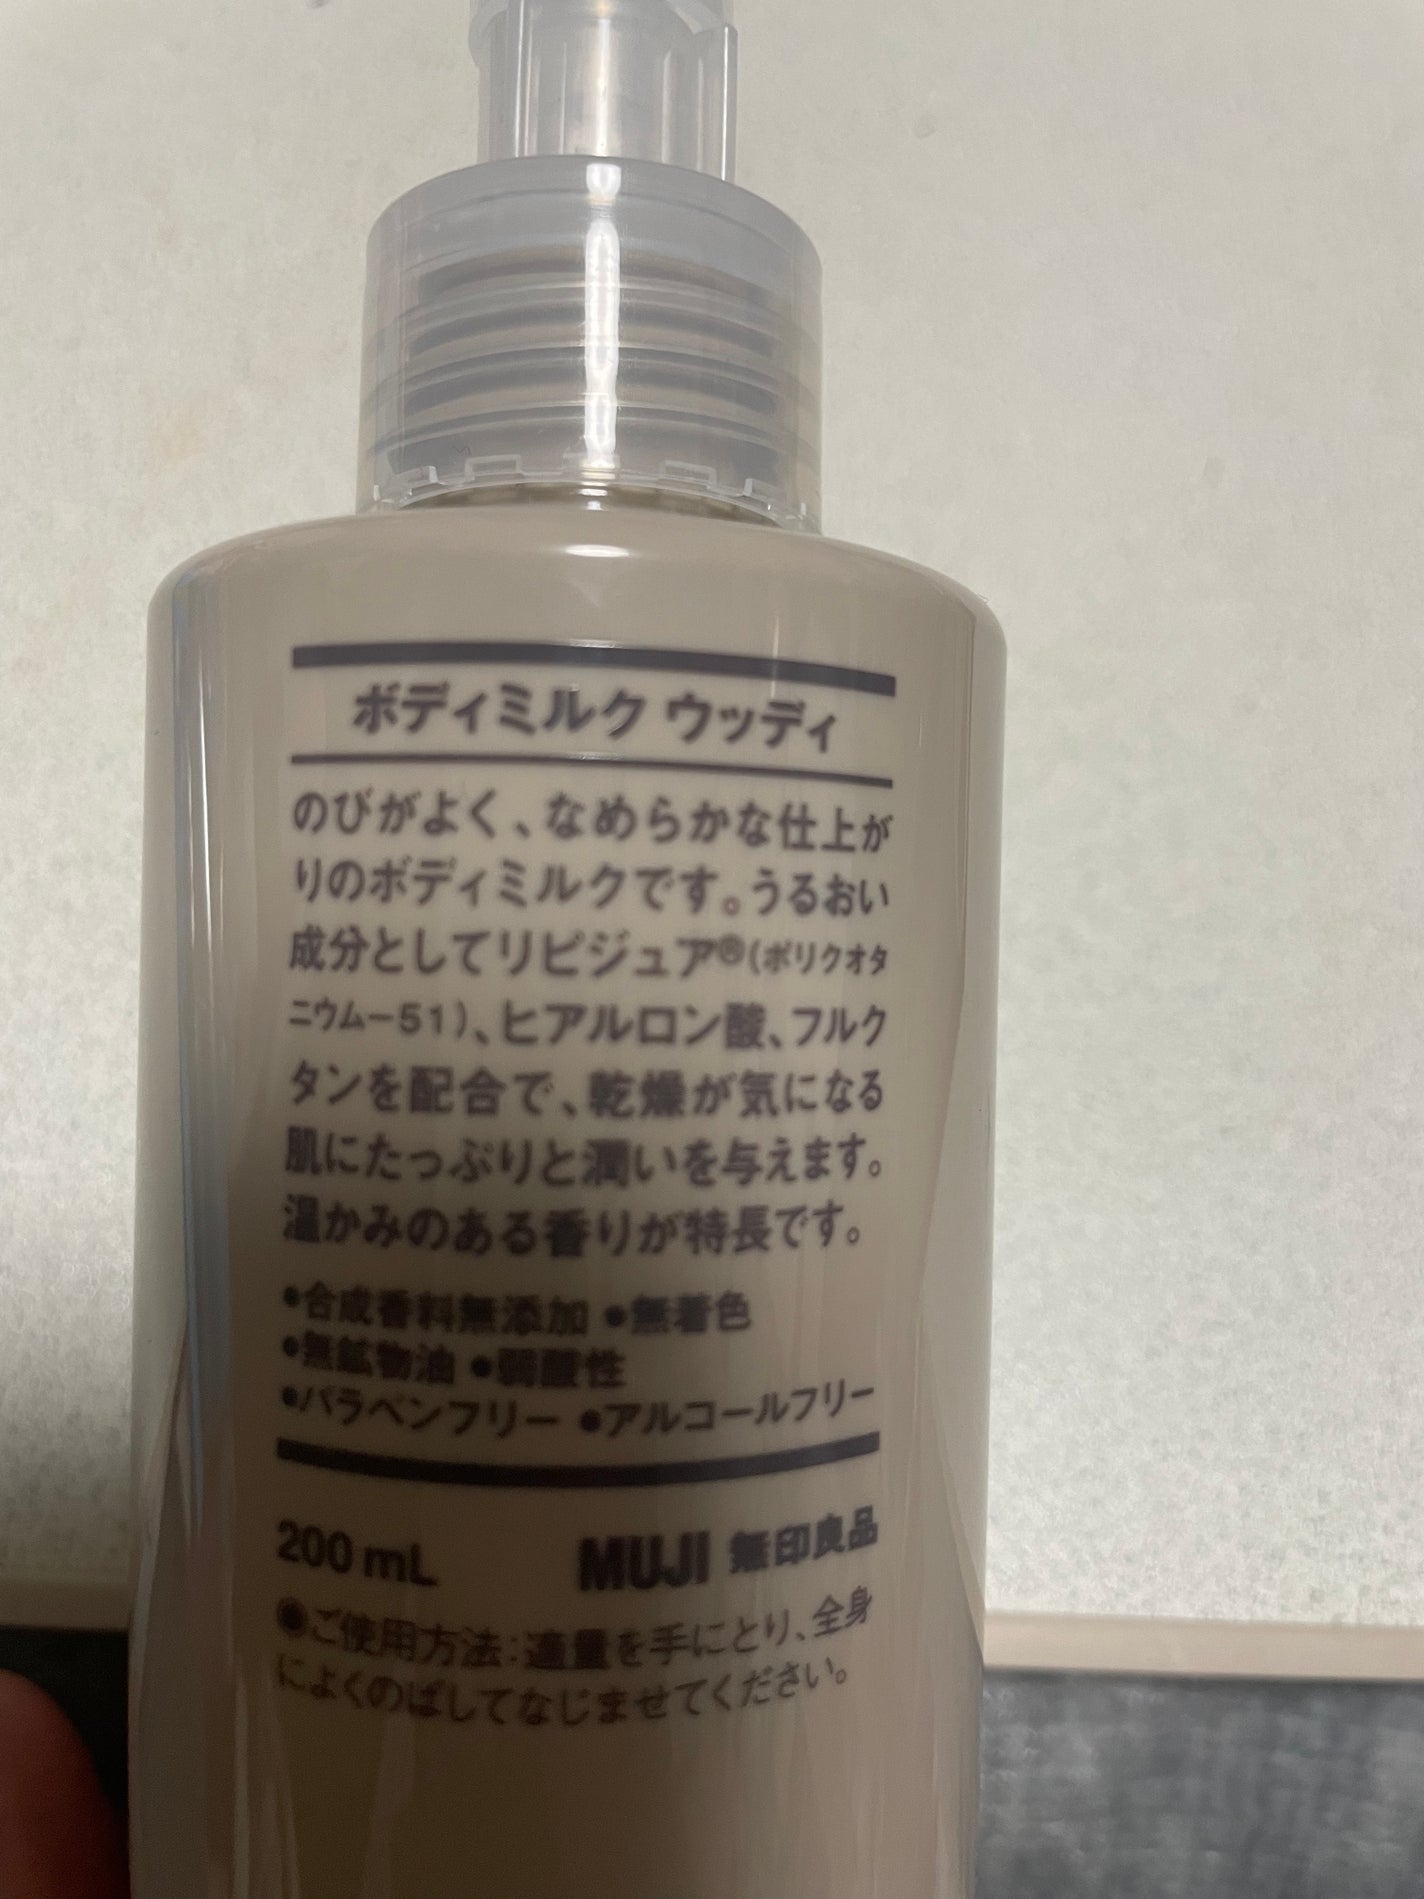 ボディミルク ウッディ
のびがよく、なめらかな仕上が
りのボディミルクです。うるおい
成分としてリピジュア®(ポリクオタ
ニウムー51)、ヒアルロン酸、フルク
タンを配合で、乾燥が気になる
肌にたっぷりと潤いを与えます。
温かみのある香りが特長です。
●合成香料無添加 ●無着色
●無鉱物油 ●弱酸性
●パラベンフリー ●アルコールフリー
200 mL MUJI 無印良品
●ご使用方法：適量を手にとり、全身
によくのばしてなじませてください。